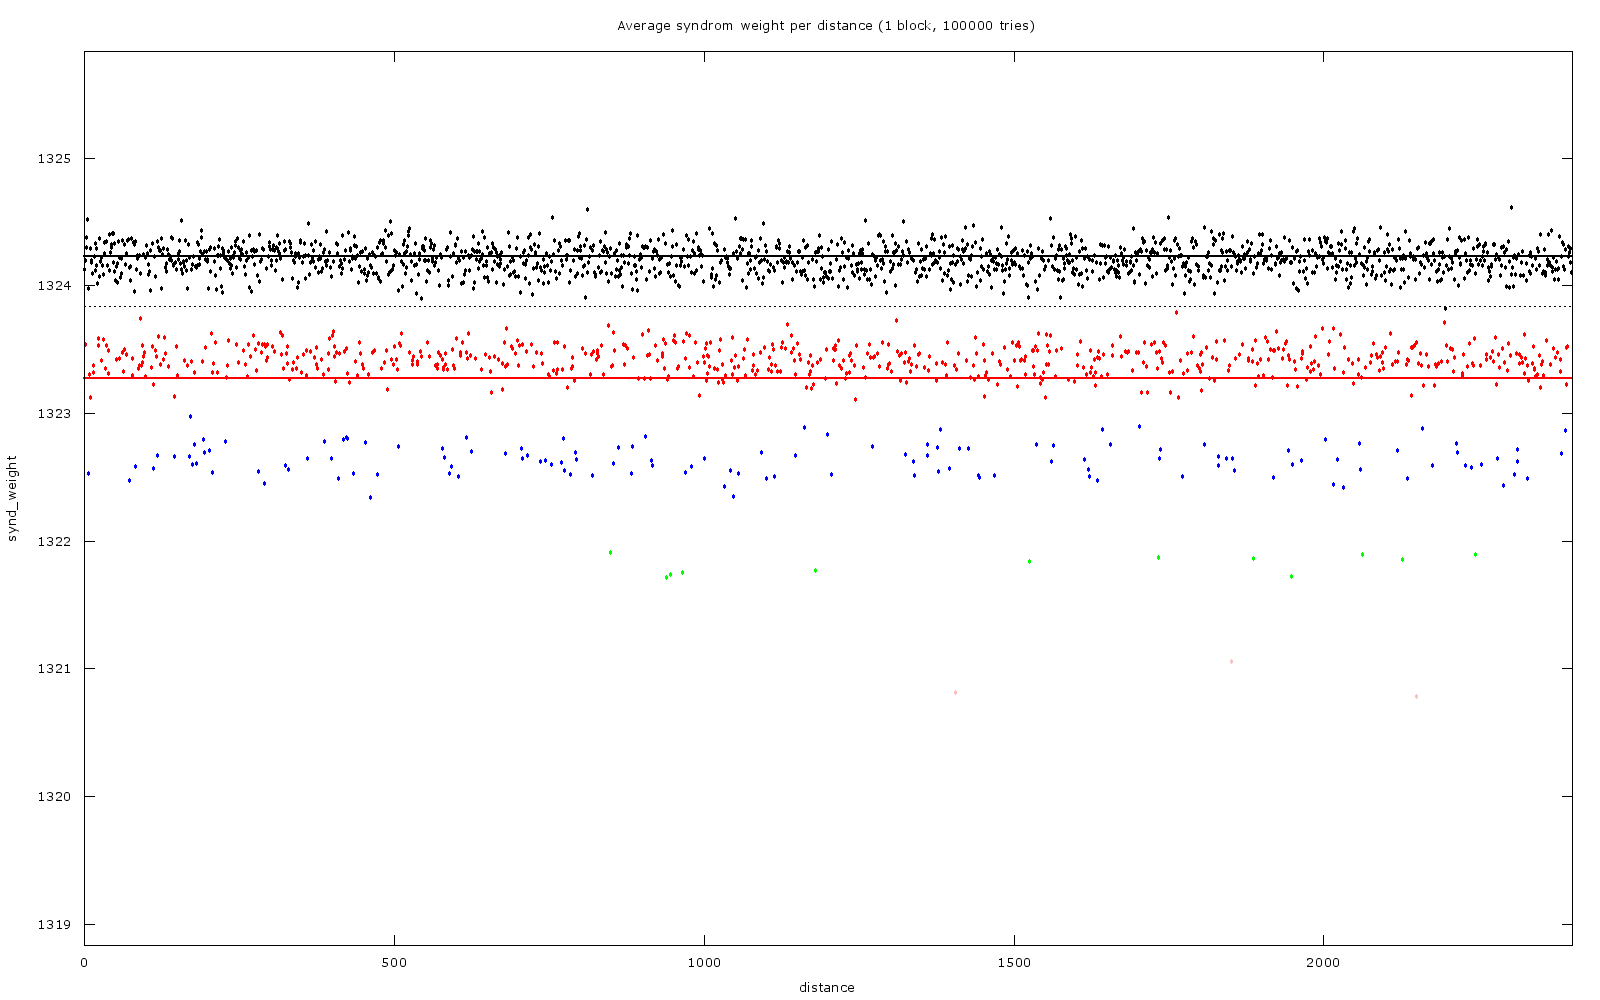 Average syndrom weight per distance (1 block, 100000 tries)
1325
1324
1323
1322
1321
1320
1319
synd_weight
0 500 1000 1500 2000
distance